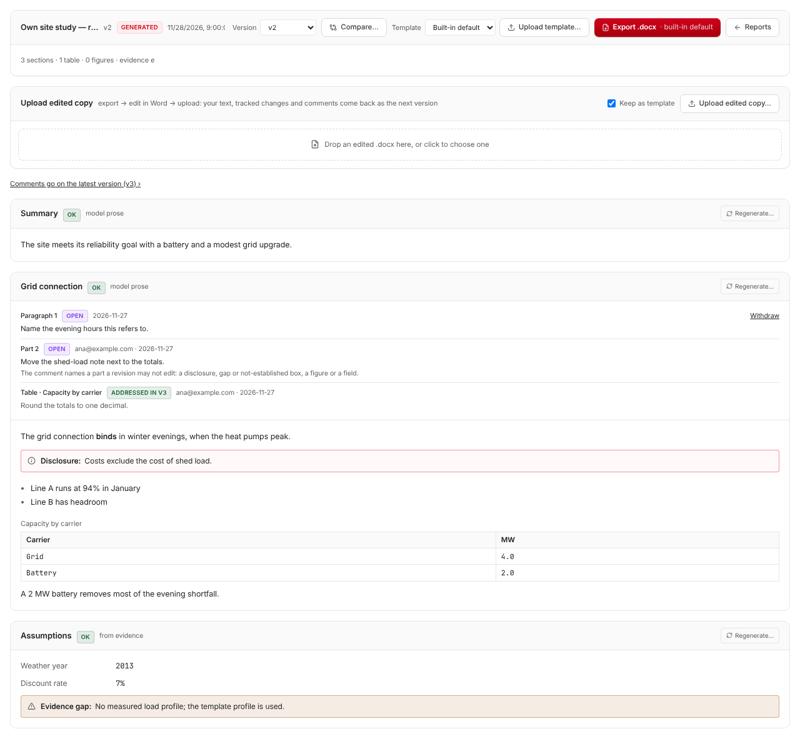 Own site study — r... v2 GENERATED 11/28/2026, 9:00:( Version v2 Compare... Template Built-in default Upload template... Export .docx · built-in default ← Reports
3 sections · 1 table · 0 figures · evidence e
Upload edited copy export → edit in Word → upload: your text, tracked changes and comments come back as the next version Keep as template Upload edited copy...
Drop an edited .docx here, or click to choose one
Comments go on the latest version (v3) ›
Summary OK model prose Regenerate...
The site meets its reliability goal with a battery and a modest grid upgrade.
Grid connection OK model prose Regenerate...
Paragraph 1 OPEN 2026-11-27 Withdraw
Name the evening hours this refers to.
Part 2 OPEN ana@example.com · 2026-11-27
Move the shed-load note next to the totals.
The comment names a part a revision may not edit: a disclosure, gap or not-established box, a figure or a field.
Table · Capacity by carrier ADDRESSED IN V3 ana@example.com · 2026-11-27
Round the totals to one decimal.
The grid connection binds in winter evenings, when the heat pumps peak.
Disclosure: Costs exclude the cost of shed load.
• Line A runs at 94% in January
• Line B has headroom
Capacity by carrier
Carrier MW
Grid 4.0
Battery 2.0
A 2 MW battery removes most of the evening shortfall.
Assumptions OK from evidence Regenerate...
Weather year 2013
Discount rate 7%
Evidence gap: No measured load profile; the template profile is used.